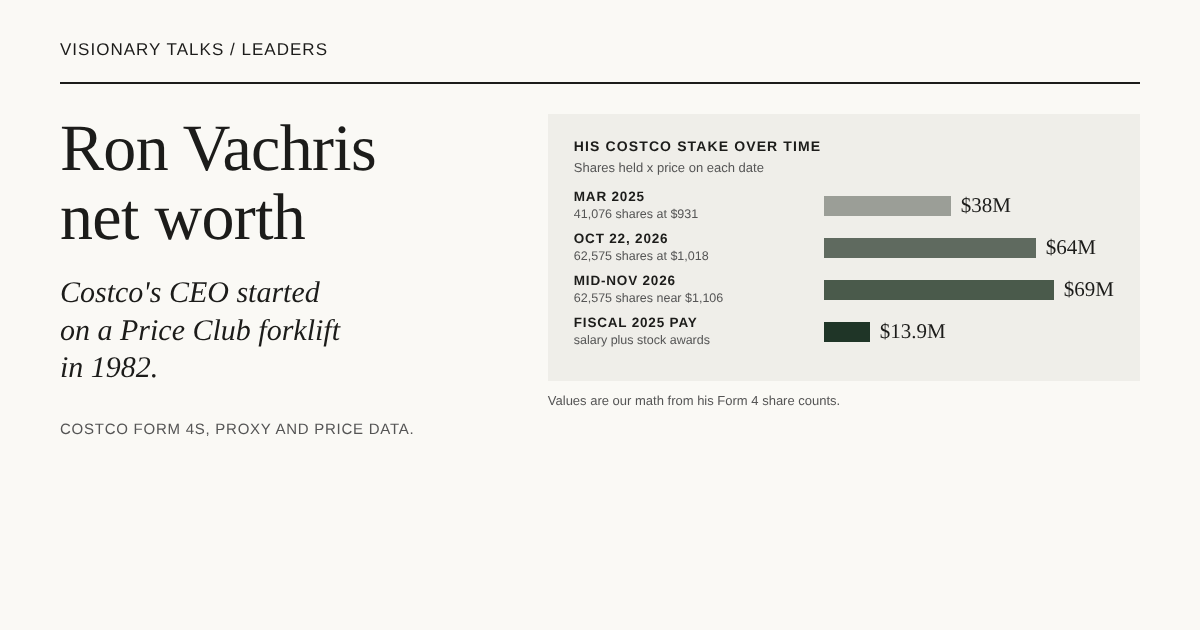 VISIONARY TALKS / LEADERS
Ron Vachris
net worth
Costco's CEO started
on a Price Club forklift
in 1982.
COSTCO FORM 4S, PROXY AND PRICE DATA.
HIS COSTCO STAKE OVER TIME
Shares held x price on each date
MAR 2025
41,076 shares at $931
$38M
OCT 22, 2026
62,575 shares at $1,018
$64M
MID-NOV 2026
62,575 shares near $1,106
$69M
FISCAL 2025 PAY
salary plus stock awards
$13.9M
Values are our math from his Form 4 share counts.